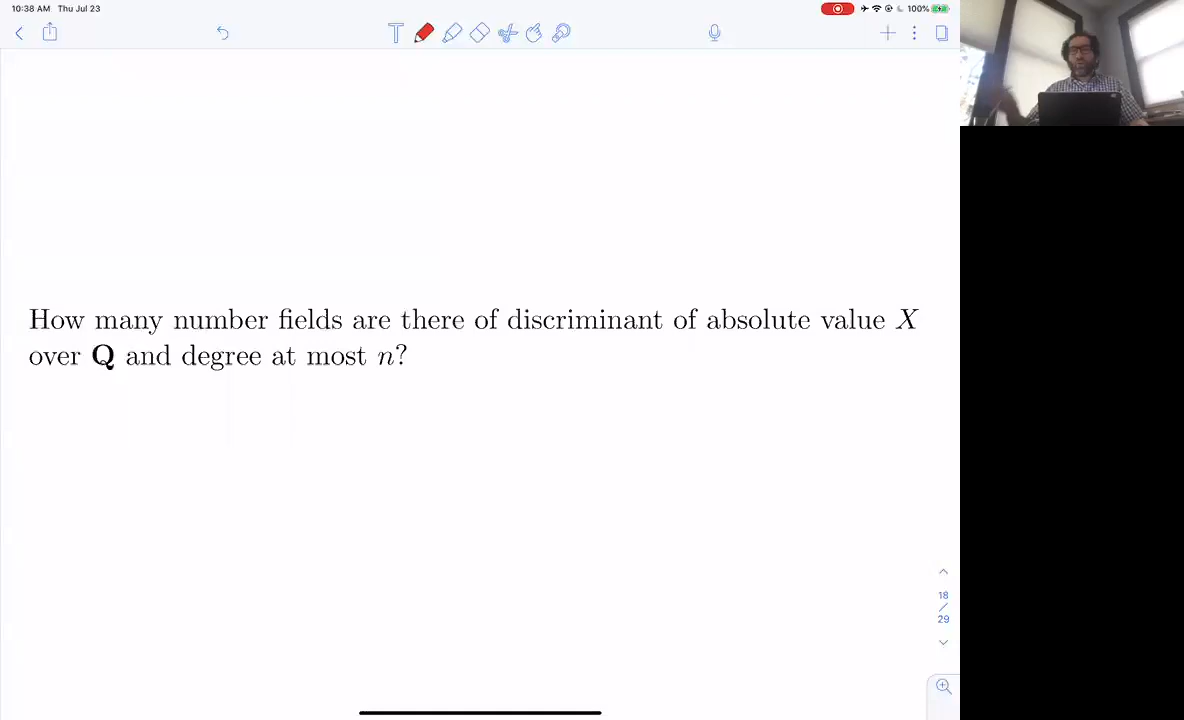 10:38 AM Thu Jul 23
100%
T
How many number fields are there of discriminant of absolute value X
over Q and degree at most n?
18
/
29